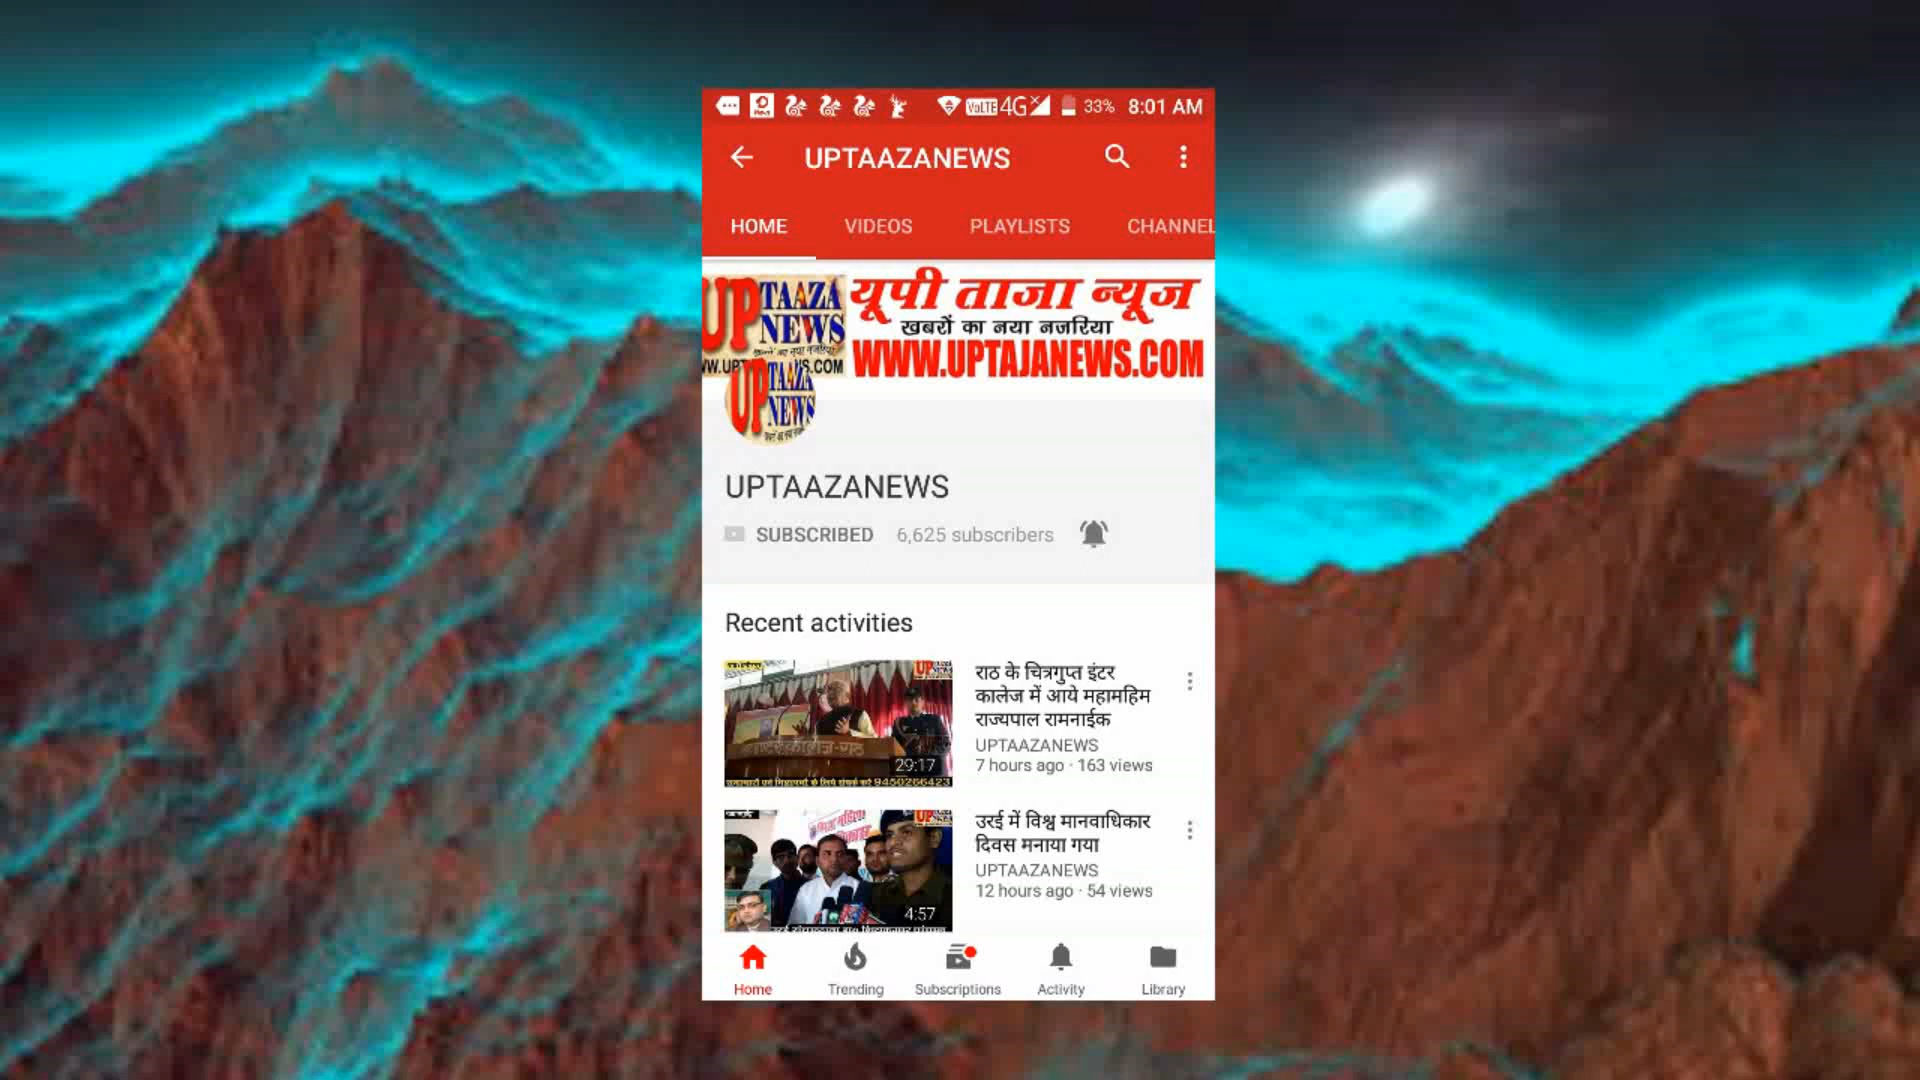 VoLTE 4G 33% 8:01 AM
UPTAAZANEWS
HOME VIDEOS PLAYLISTS CHANNEL
UP TAAZA NEWS
यूपी ताजा न्यूज
खबरों का नया नजरिया
WWW.UPTAJANEWS.COM
UP TAAZA NEWS
UPTAAZANEWS
SUBSCRIBED 6,625 subscribers
Recent activities
राठ के चित्रगुप्त इंटर
कालेज में आये महामहिम
राज्यपाल रामनाईक
UPTAAZANEWS
7 hours ago · 163 views
29:17
उरई में विश्व मानवाधिकार
दिवस मनाया गया
UPTAAZANEWS
12 hours ago · 54 views
4:57
Home Trending Subscriptions Activity Library